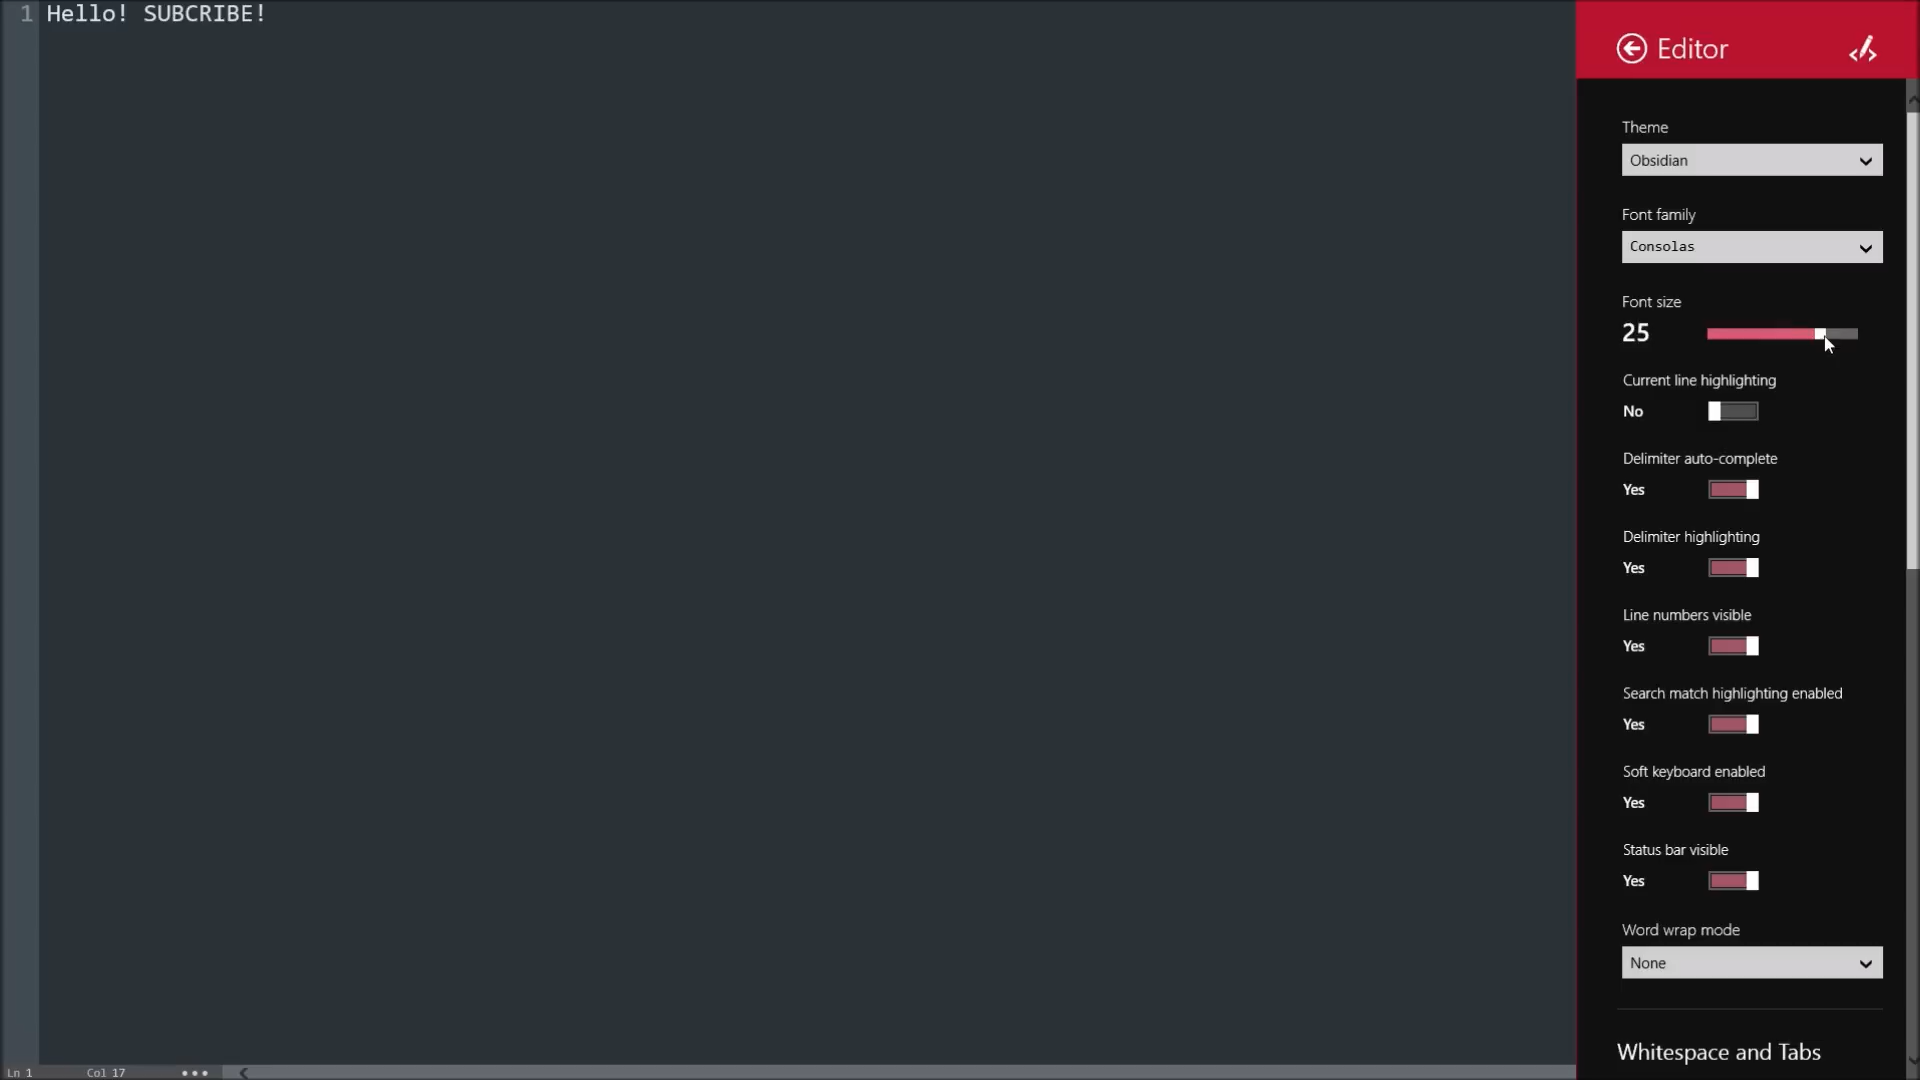 1 Hello! SUBCRIBE!
Editor
Theme
Obsidian
Font family
Consolas
Font size
25
Current line highlighting
No
Delimiter auto-complete
Yes
Delimiter highlighting
Yes
Line numbers visible
Yes
Search match highlighting enabled
Yes
Soft keyboard enabled
Yes
Status bar visible
Yes
Word wrap mode
None
Whitespace and Tabs
Ln 1 Col 17 •••